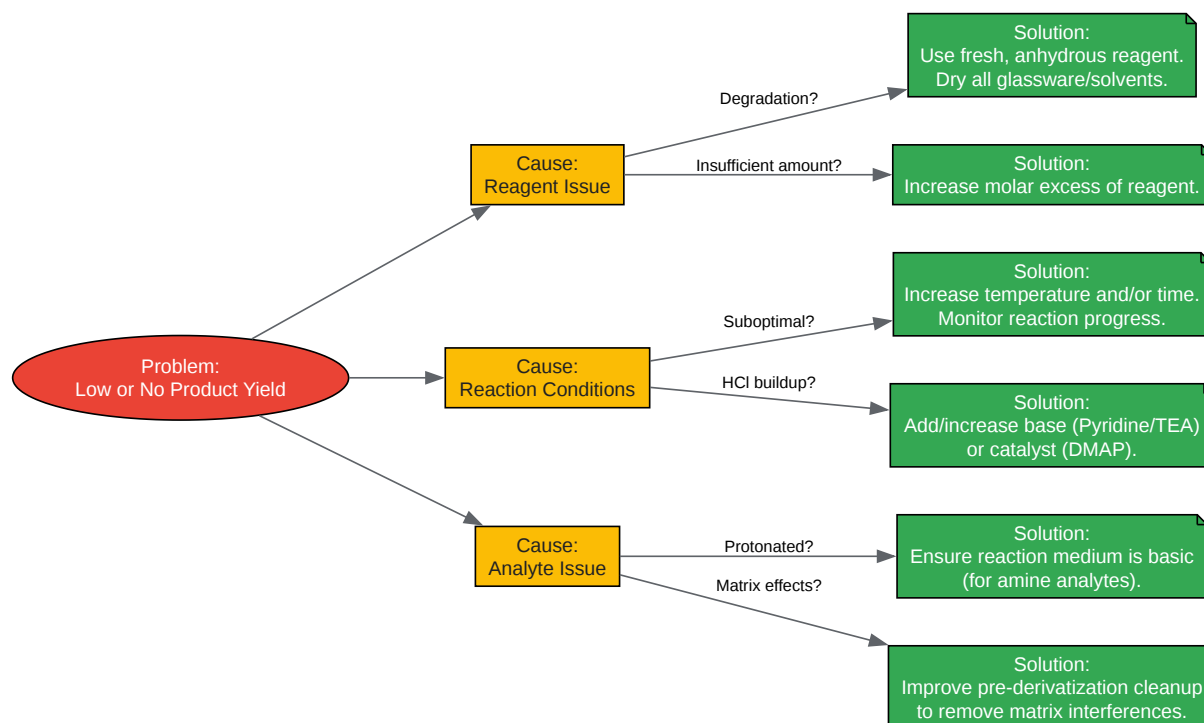 Problem:
Low or No Product Yield
Cause:
Reagent Issue
Degradation?
Solution:
Use fresh, anhydrous reagent.
Dry all glassware/solvents.
Insufficient amount?
Solution:
Increase molar excess of reagent.
Cause:
Reaction Conditions
Suboptimal?
Solution:
Increase temperature and/or time.
Monitor reaction progress.
HCl buildup?
Solution:
Add/increase base (Pyridine/TEA)
or catalyst (DMAP).
Cause:
Analyte Issue
Protonated?
Solution:
Ensure reaction medium is basic
(for amine analytes).
Matrix effects?
Solution:
Improve pre-derivatization cleanup
to remove matrix interferences.